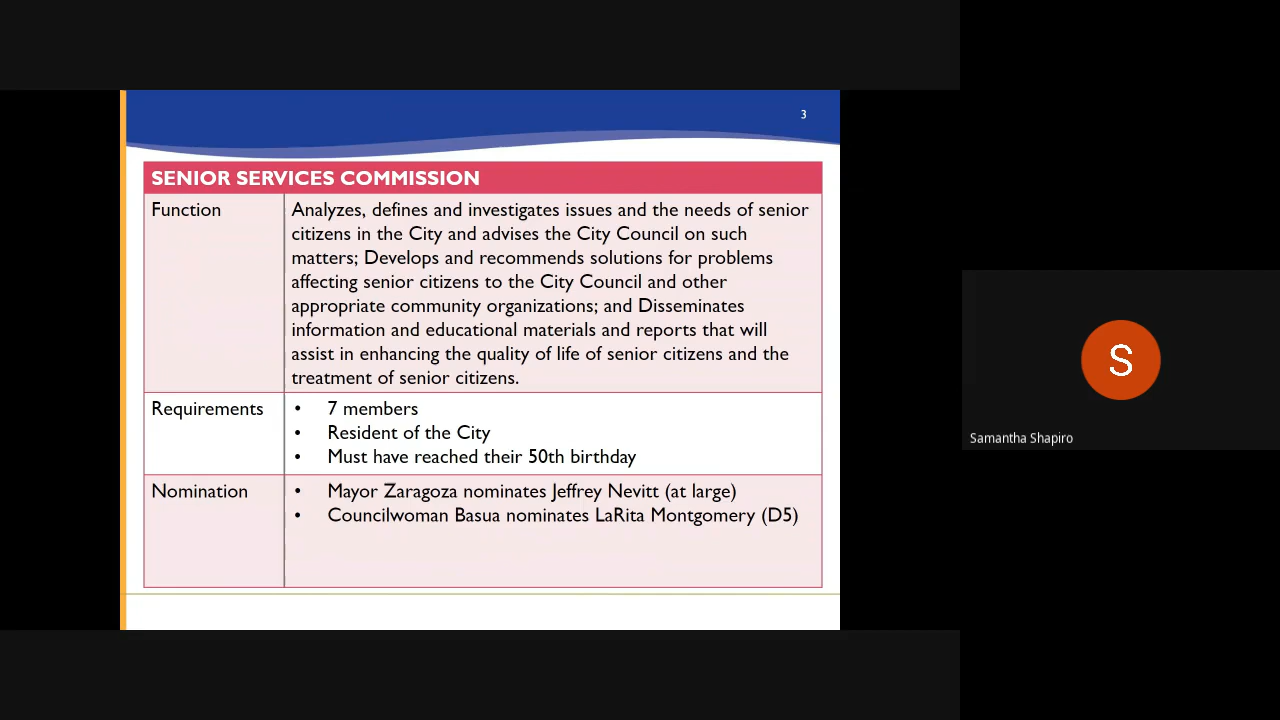 3
SENIOR SERVICES COMMISSION
Function
Analyzes, defines and investigates issues and the needs of senior
citizens in the City and advises the City Council on such
matters; Develops and recommends solutions for problems
affecting senior citizens to the City Council and other
appropriate community organizations; and Disseminates
information and educational materials and reports that will
assist in enhancing the quality of life of senior citizens and the
treatment of senior citizens.
Requirements
• 7 members
• Resident of the City
• Must have reached their 50th birthday
Nomination
• Mayor Zaragoza nominates Jeffrey Nevitt (at large)
• Councilwoman Basua nominates LaRita Montgomery (D5)
S
Samantha Shapiro